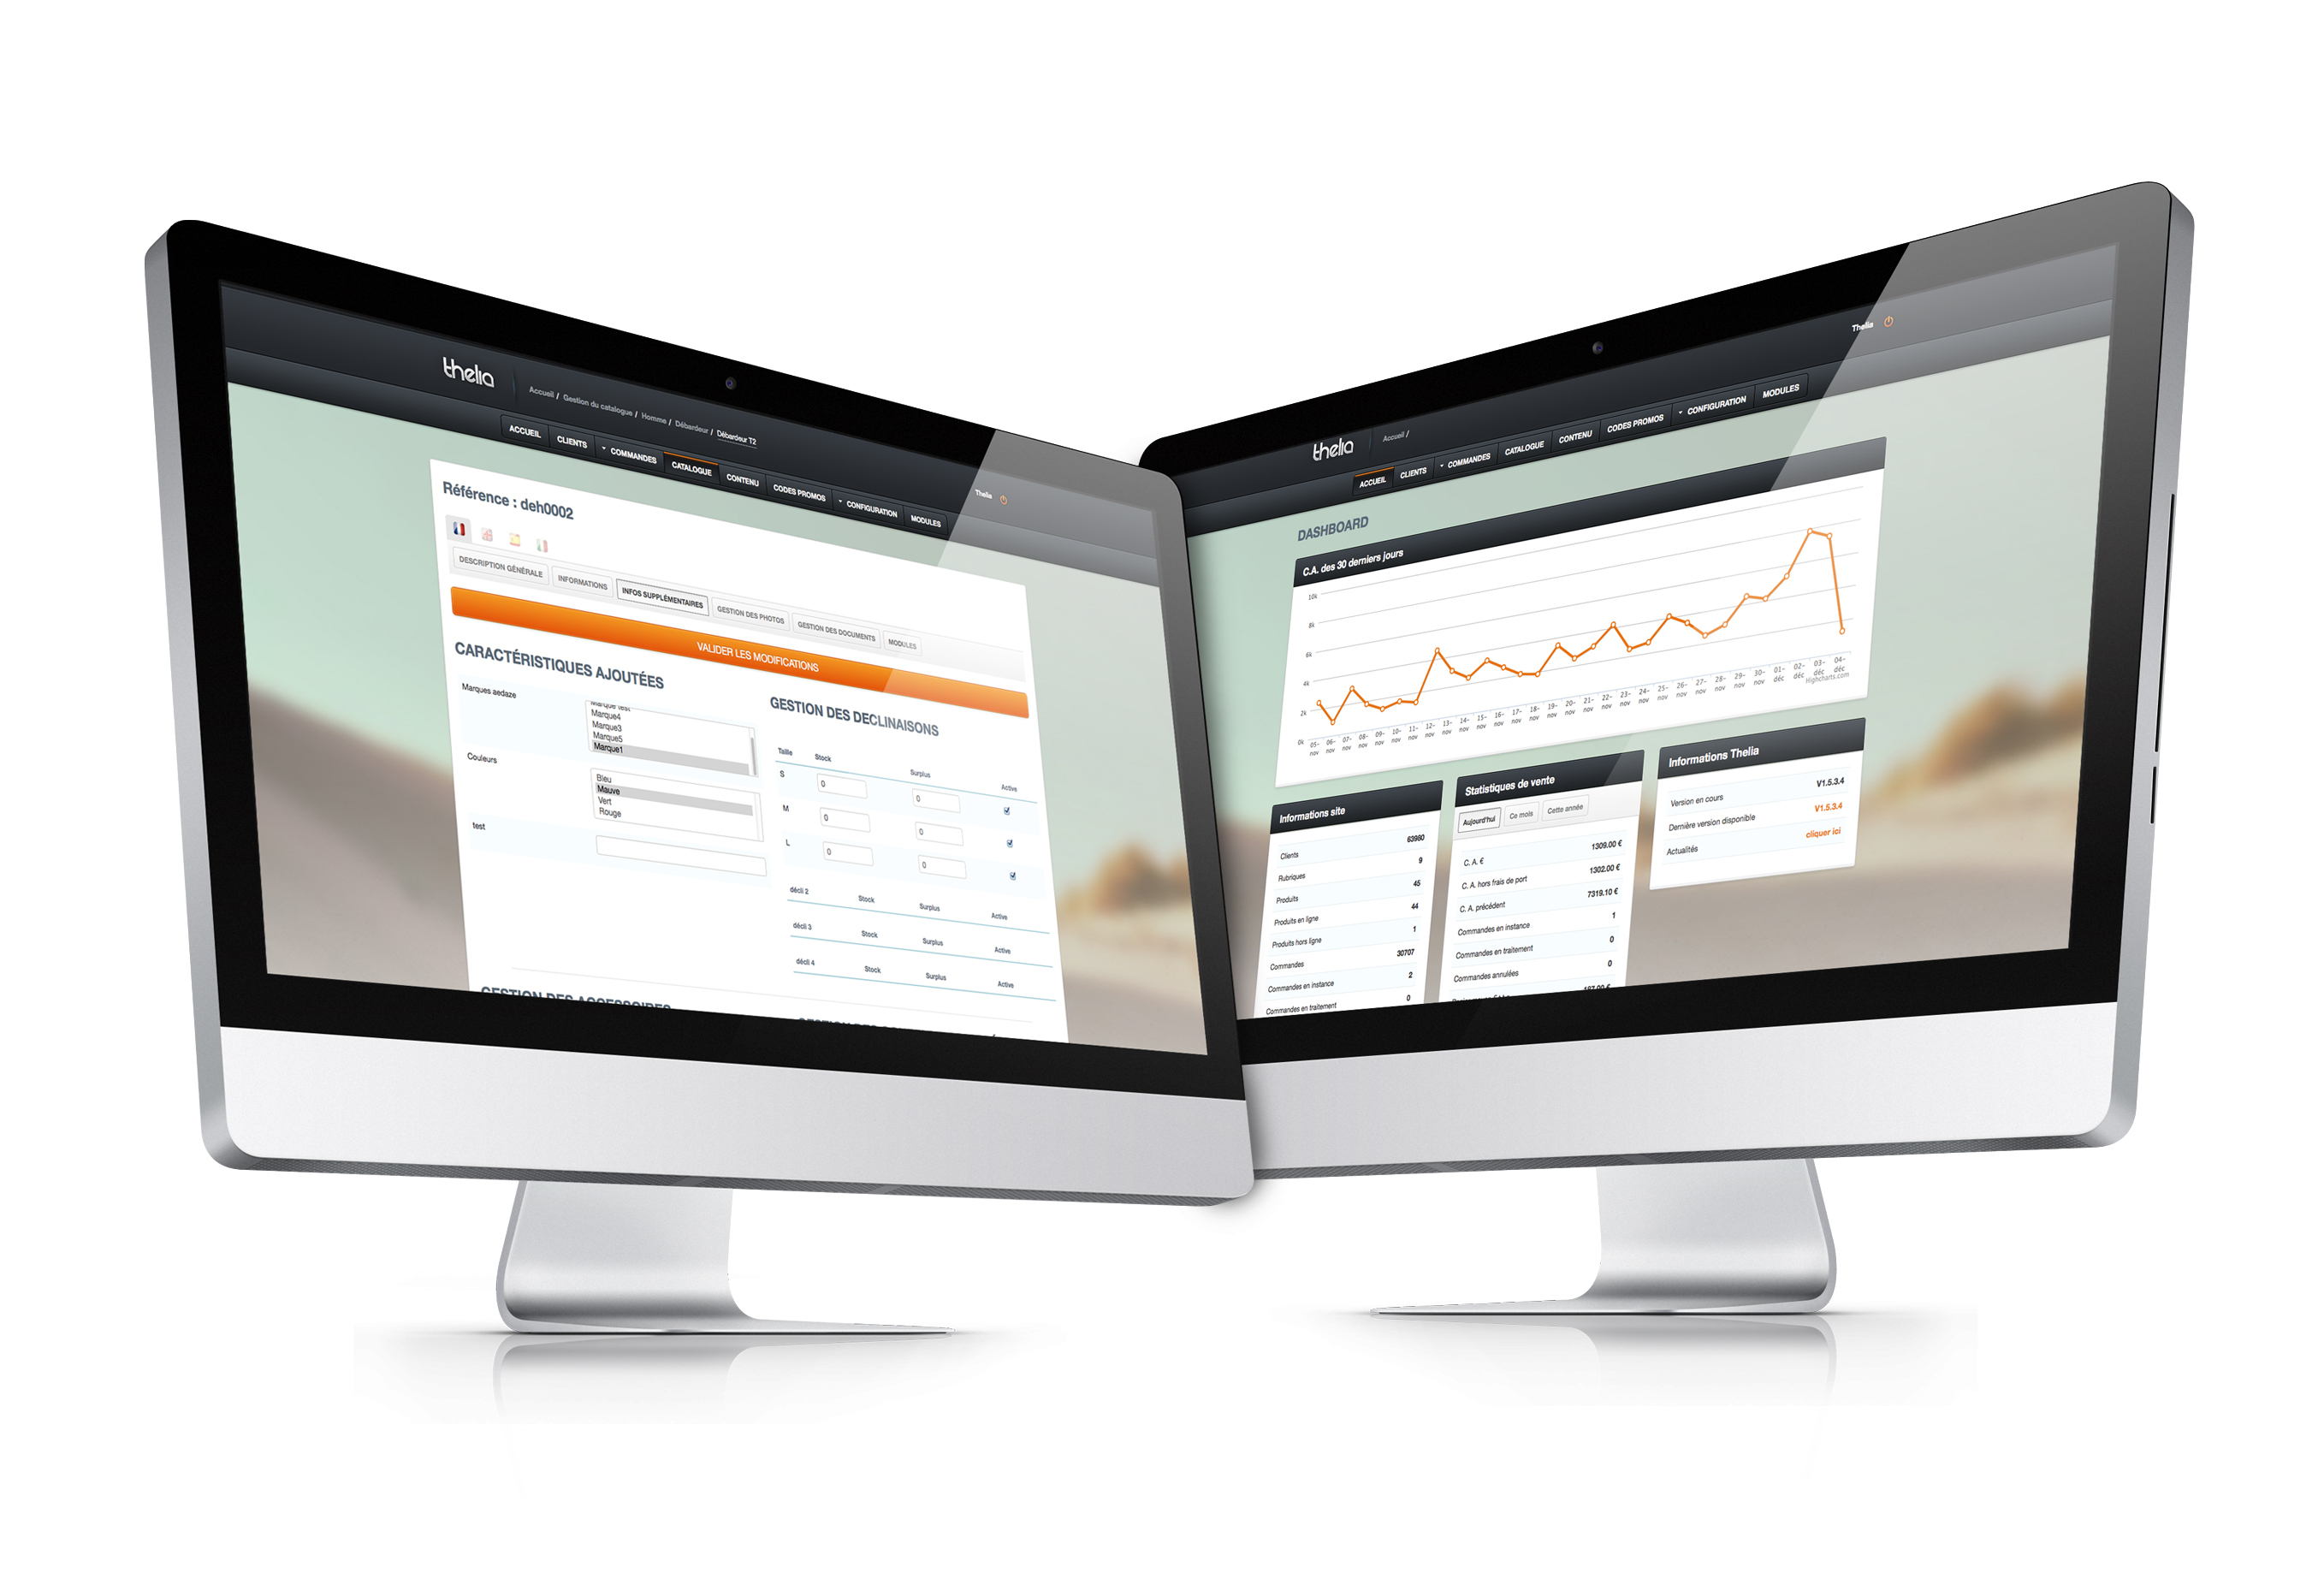 thelia
Accueil / Gestion du catalogue / Homme / Débardeur / Débardeur T2
Thelia
ACCUEIL
CLIENTS
COMMANDES
CATALOGUE
CONTENU
CODES PROMOS
CONFIGURATION
MODULES
Référence : deh0002
DESCRIPTION GÉNÉRALE
INFORMATIONS
INFOS SUPPLÉMENTAIRES
GESTION DES PHOTOS
GESTION DES DOCUMENTS
MODULES
VALIDER LES MODIFICATIONS
CARACTÉRISTIQUES AJOUTÉES
Marques aedaze
Marque test
Marque4
Marque3
Marque5
Marque1
Couleurs
Bleu
Mauve
Vert
Rouge
test
GESTION DES DECLINAISONS
Taille Stock Surplus Active
S 0 0
M 0 0
L 0 0
décli 2 Stock Surplus Active
décli 3 Stock Surplus Active
décli 4 Stock Surplus Active
GESTION DES ACCESSOIRES
thelia
Accueil /
Thelia
ACCUEIL
CLIENTS
COMMANDES
CATALOGUE
CONTENU
CODES PROMOS
CONFIGURATION
MODULES
DASHBOARD
C.A. des 30 derniers jours
10k
8k
6k
4k
2k
0k
05-nov 06-nov 07-nov 08-nov 09-nov 10-nov 11-nov 12-nov 13-nov 14-nov 15-nov 16-nov 17-nov 18-nov 19-nov 20-nov 21-nov 22-nov 23-nov 24-nov 25-nov 26-nov 27-nov 28-nov 29-nov 30-nov 01-déc 02-déc 03-déc 04-déc
Highcharts.com
Informations site
Clients 63980
Rubriques 9
Produits 45
Produits en ligne 44
Produits hors ligne 1
Commandes 30707
Commandes en instance 2
Commandes en traitement 0
Statistiques de vente
Aujourd'hui
Ce mois
Cette année
C. A. € 1309.00 €
C. A. hors frais de port 1302.00 €
C. A. précédent 7319.10 €
Commandes en instance 1
Commandes en traitement 0
Commandes annulées 0
187.00 €
Informations Thelia
Version en cours V1.5.3.4
Dernière version disponible V1.5.3.4
Actualités cliquer ici